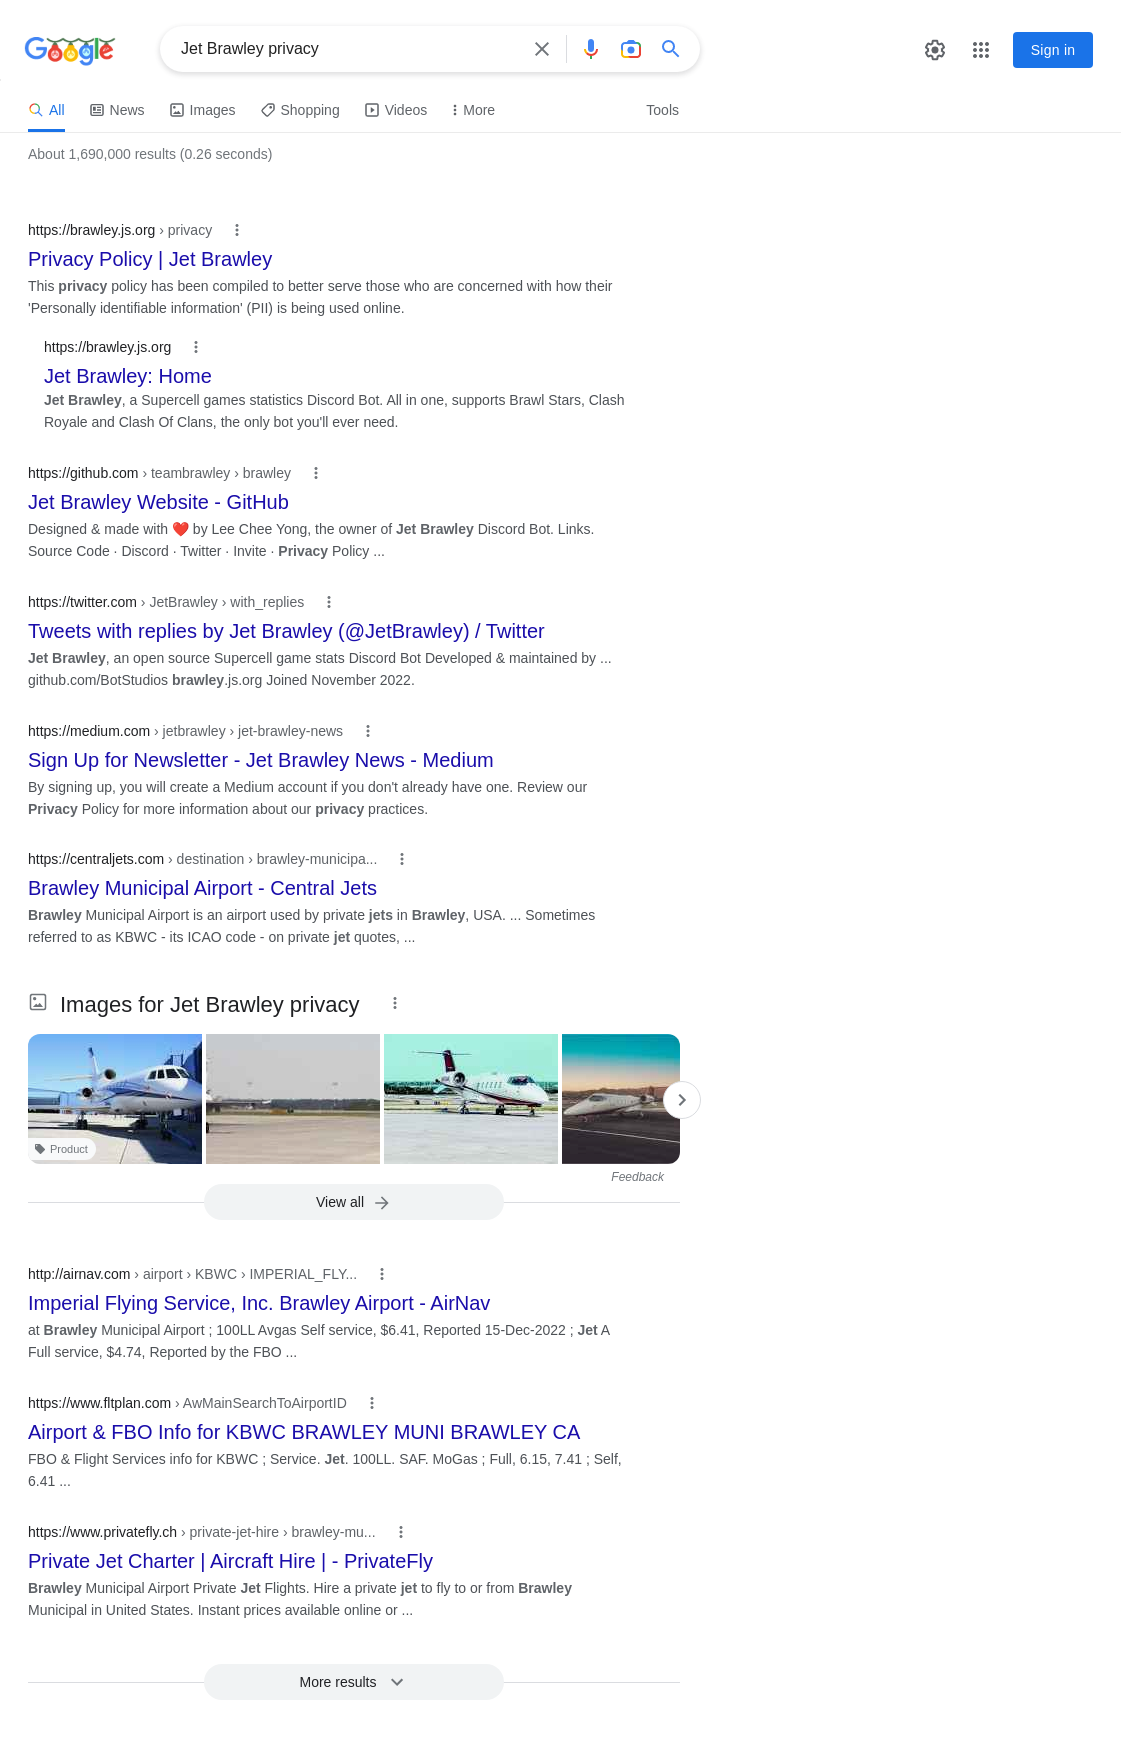 Google
Jet Brawley privacy
Sign in
All
News
Images
Shopping
Videos
More
Tools
About 1,690,000 results (0.26 seconds)
https://brawley.js.org › privacy
Privacy Policy | Jet Brawley
This privacy policy has been compiled to better serve those who are concerned with how their
'Personally identifiable information' (PII) is being used online.
https://brawley.js.org
Jet Brawley: Home
Jet Brawley, a Supercell games statistics Discord Bot. All in one, supports Brawl Stars, Clash
Royale and Clash Of Clans, the only bot you'll ever need.
https://github.com › teambrawley › brawley
Jet Brawley Website - GitHub
Designed & made with ❤️ by Lee Chee Yong, the owner of Jet Brawley Discord Bot. Links.
Source Code · Discord · Twitter · Invite · Privacy Policy ...
https://twitter.com › JetBrawley › with_replies
Tweets with replies by Jet Brawley (@JetBrawley) / Twitter
Jet Brawley, an open source Supercell game stats Discord Bot Developed & maintained by ...
github.com/BotStudios brawley.js.org Joined November 2022.
https://medium.com › jetbrawley › jet-brawley-news
Sign Up for Newsletter - Jet Brawley News - Medium
By signing up, you will create a Medium account if you don't already have one. Review our
Privacy Policy for more information about our privacy practices.
https://centraljets.com › destination › brawley-municipa...
Brawley Municipal Airport - Central Jets
Brawley Municipal Airport is an airport used by private jets in Brawley, USA. ... Sometimes
referred to as KBWC - its ICAO code - on private jet quotes, ...
Images for Jet Brawley privacy
Product
Feedback
View all
http://airnav.com › airport › KBWC › IMPERIAL_FLY...
Imperial Flying Service, Inc. Brawley Airport - AirNav
at Brawley Municipal Airport ; 100LL Avgas Self service, $6.41, Reported 15-Dec-2022 ; Jet A
Full service, $4.74, Reported by the FBO ...
https://www.fltplan.com › AwMainSearchToAirportID
Airport & FBO Info for KBWC BRAWLEY MUNI BRAWLEY CA
FBO & Flight Services info for KBWC ; Service. Jet. 100LL. SAF. MoGas ; Full, 6.15, 7.41 ; Self,
6.41 ...
https://www.privatefly.ch › private-jet-hire › brawley-mu...
Private Jet Charter | Aircraft Hire | - PrivateFly
Brawley Municipal Airport Private Jet Flights. Hire a private jet to fly to or from Brawley
Municipal in United States. Instant prices available online or ...
More results